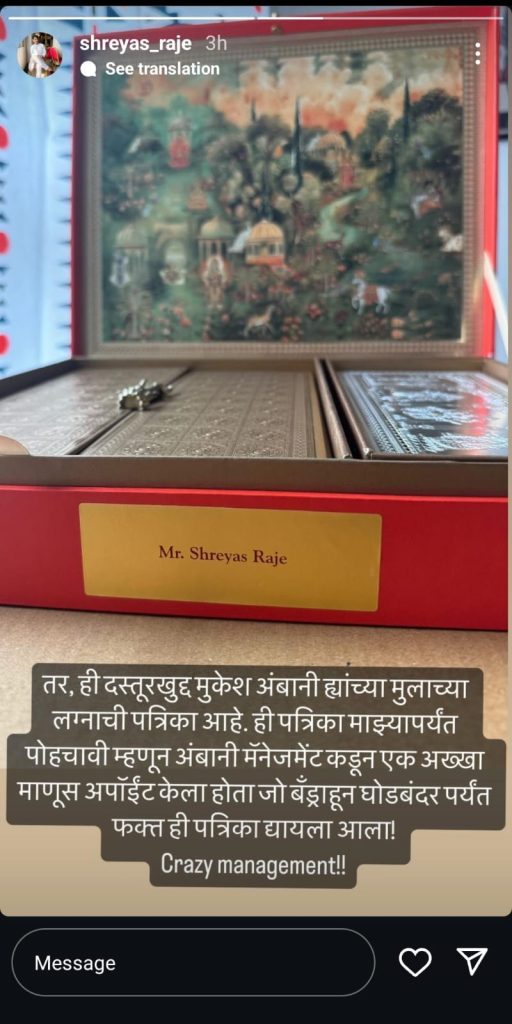 shreyas_raje 3h
See translation
Mr. Shreyas Raje
तर, ही दस्तूरखुद्द मुकेश अंबानी ह्यांच्या मुलाच्या
लग्नाची पत्रिका आहे. ही पत्रिका माझ्यापर्यंत
पोहचावी म्हणून अंबानी मॅनेजमेंट कडून एक अख्खा
माणूस अपॉईंट केला होता जो बँड्राहून घोडबंदर पर्यंत
फक्त ही पत्रिका द्यायला आला!
Crazy management!!
Message